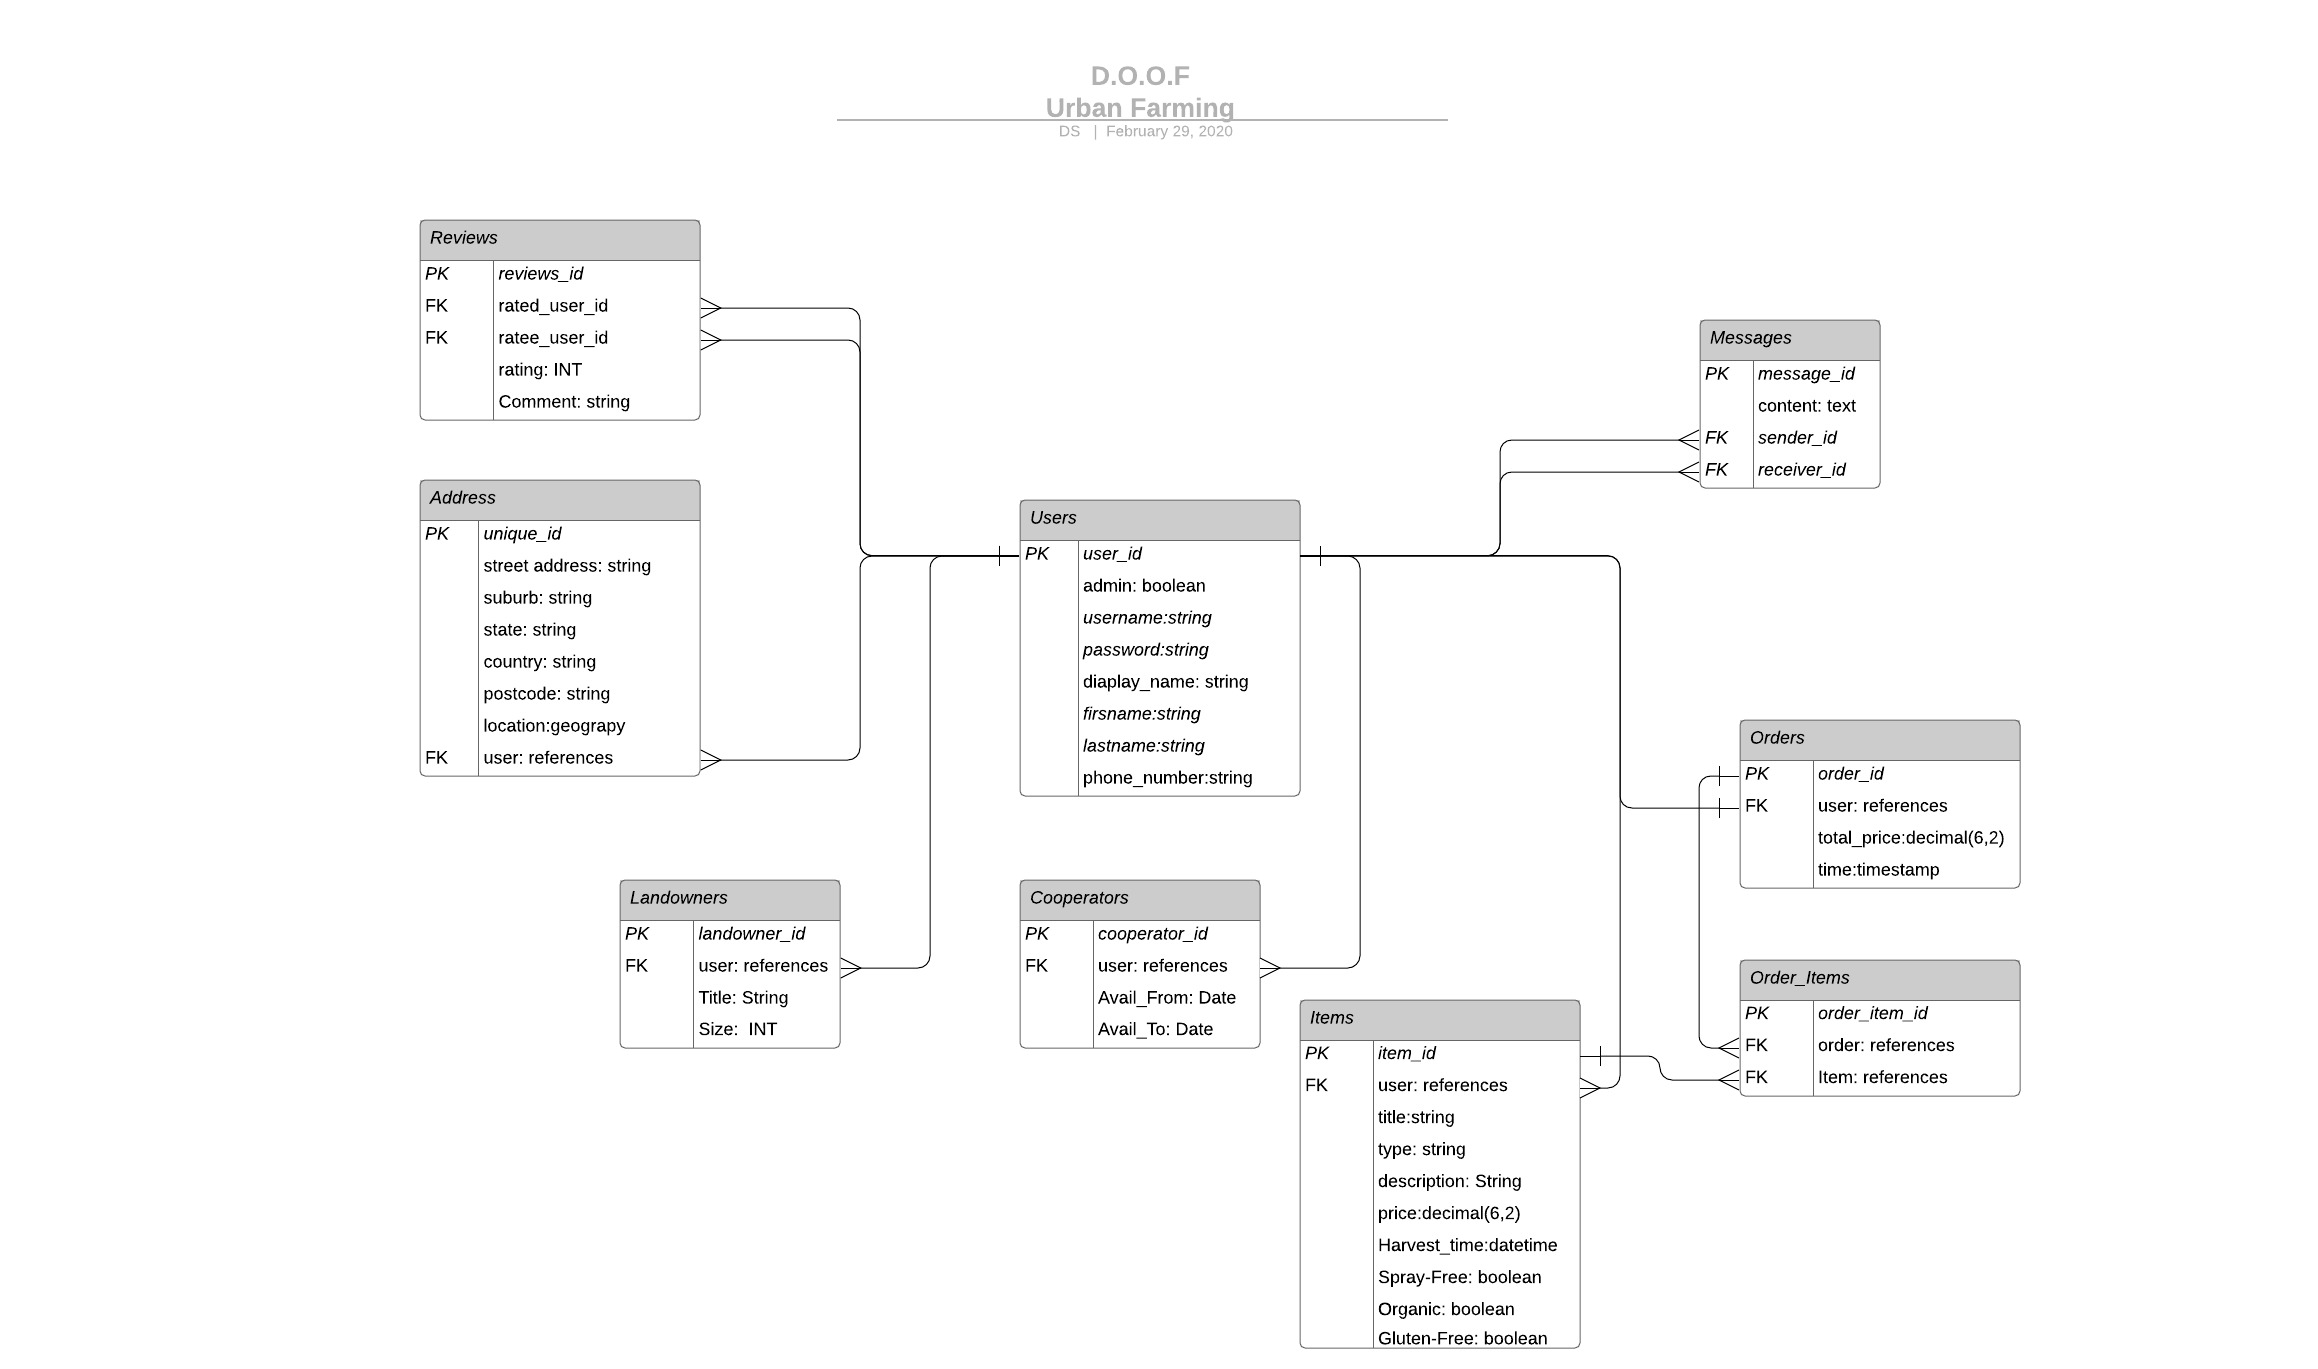 D.O.O.F
Urban Farming
DS | February 29, 2020
Reviews
PK reviews_id
FK rated_user_id
FK ratee_user_id
rating: INT
Comment: string
Messages
PK message_id
content: text
FK sender_id
FK receiver_id
Address
PK unique_id
street address: string
suburb: string
state: string
country: string
postcode: string
location:geograpy
FK user: references
Users
PK user_id
admin: boolean
username:string
password:string
diaplay_name: string
firsname:string
lastname:string
phone_number:string
Orders
PK order_id
FK user: references
total_price:decimal(6,2)
time:timestamp
Landowners
PK landowner_id
FK user: references
Title: String
Size: INT
Cooperators
PK cooperator_id
FK user: references
Avail_From: Date
Avail_To: Date
Order_Items
PK order_item_id
FK order: references
FK Item: references
Items
PK item_id
FK user: references
title:string
type: string
description: String
price:decimal(6,2)
Harvest_time:datetime
Spray-Free: boolean
Organic: boolean
Gluten-Free: boolean